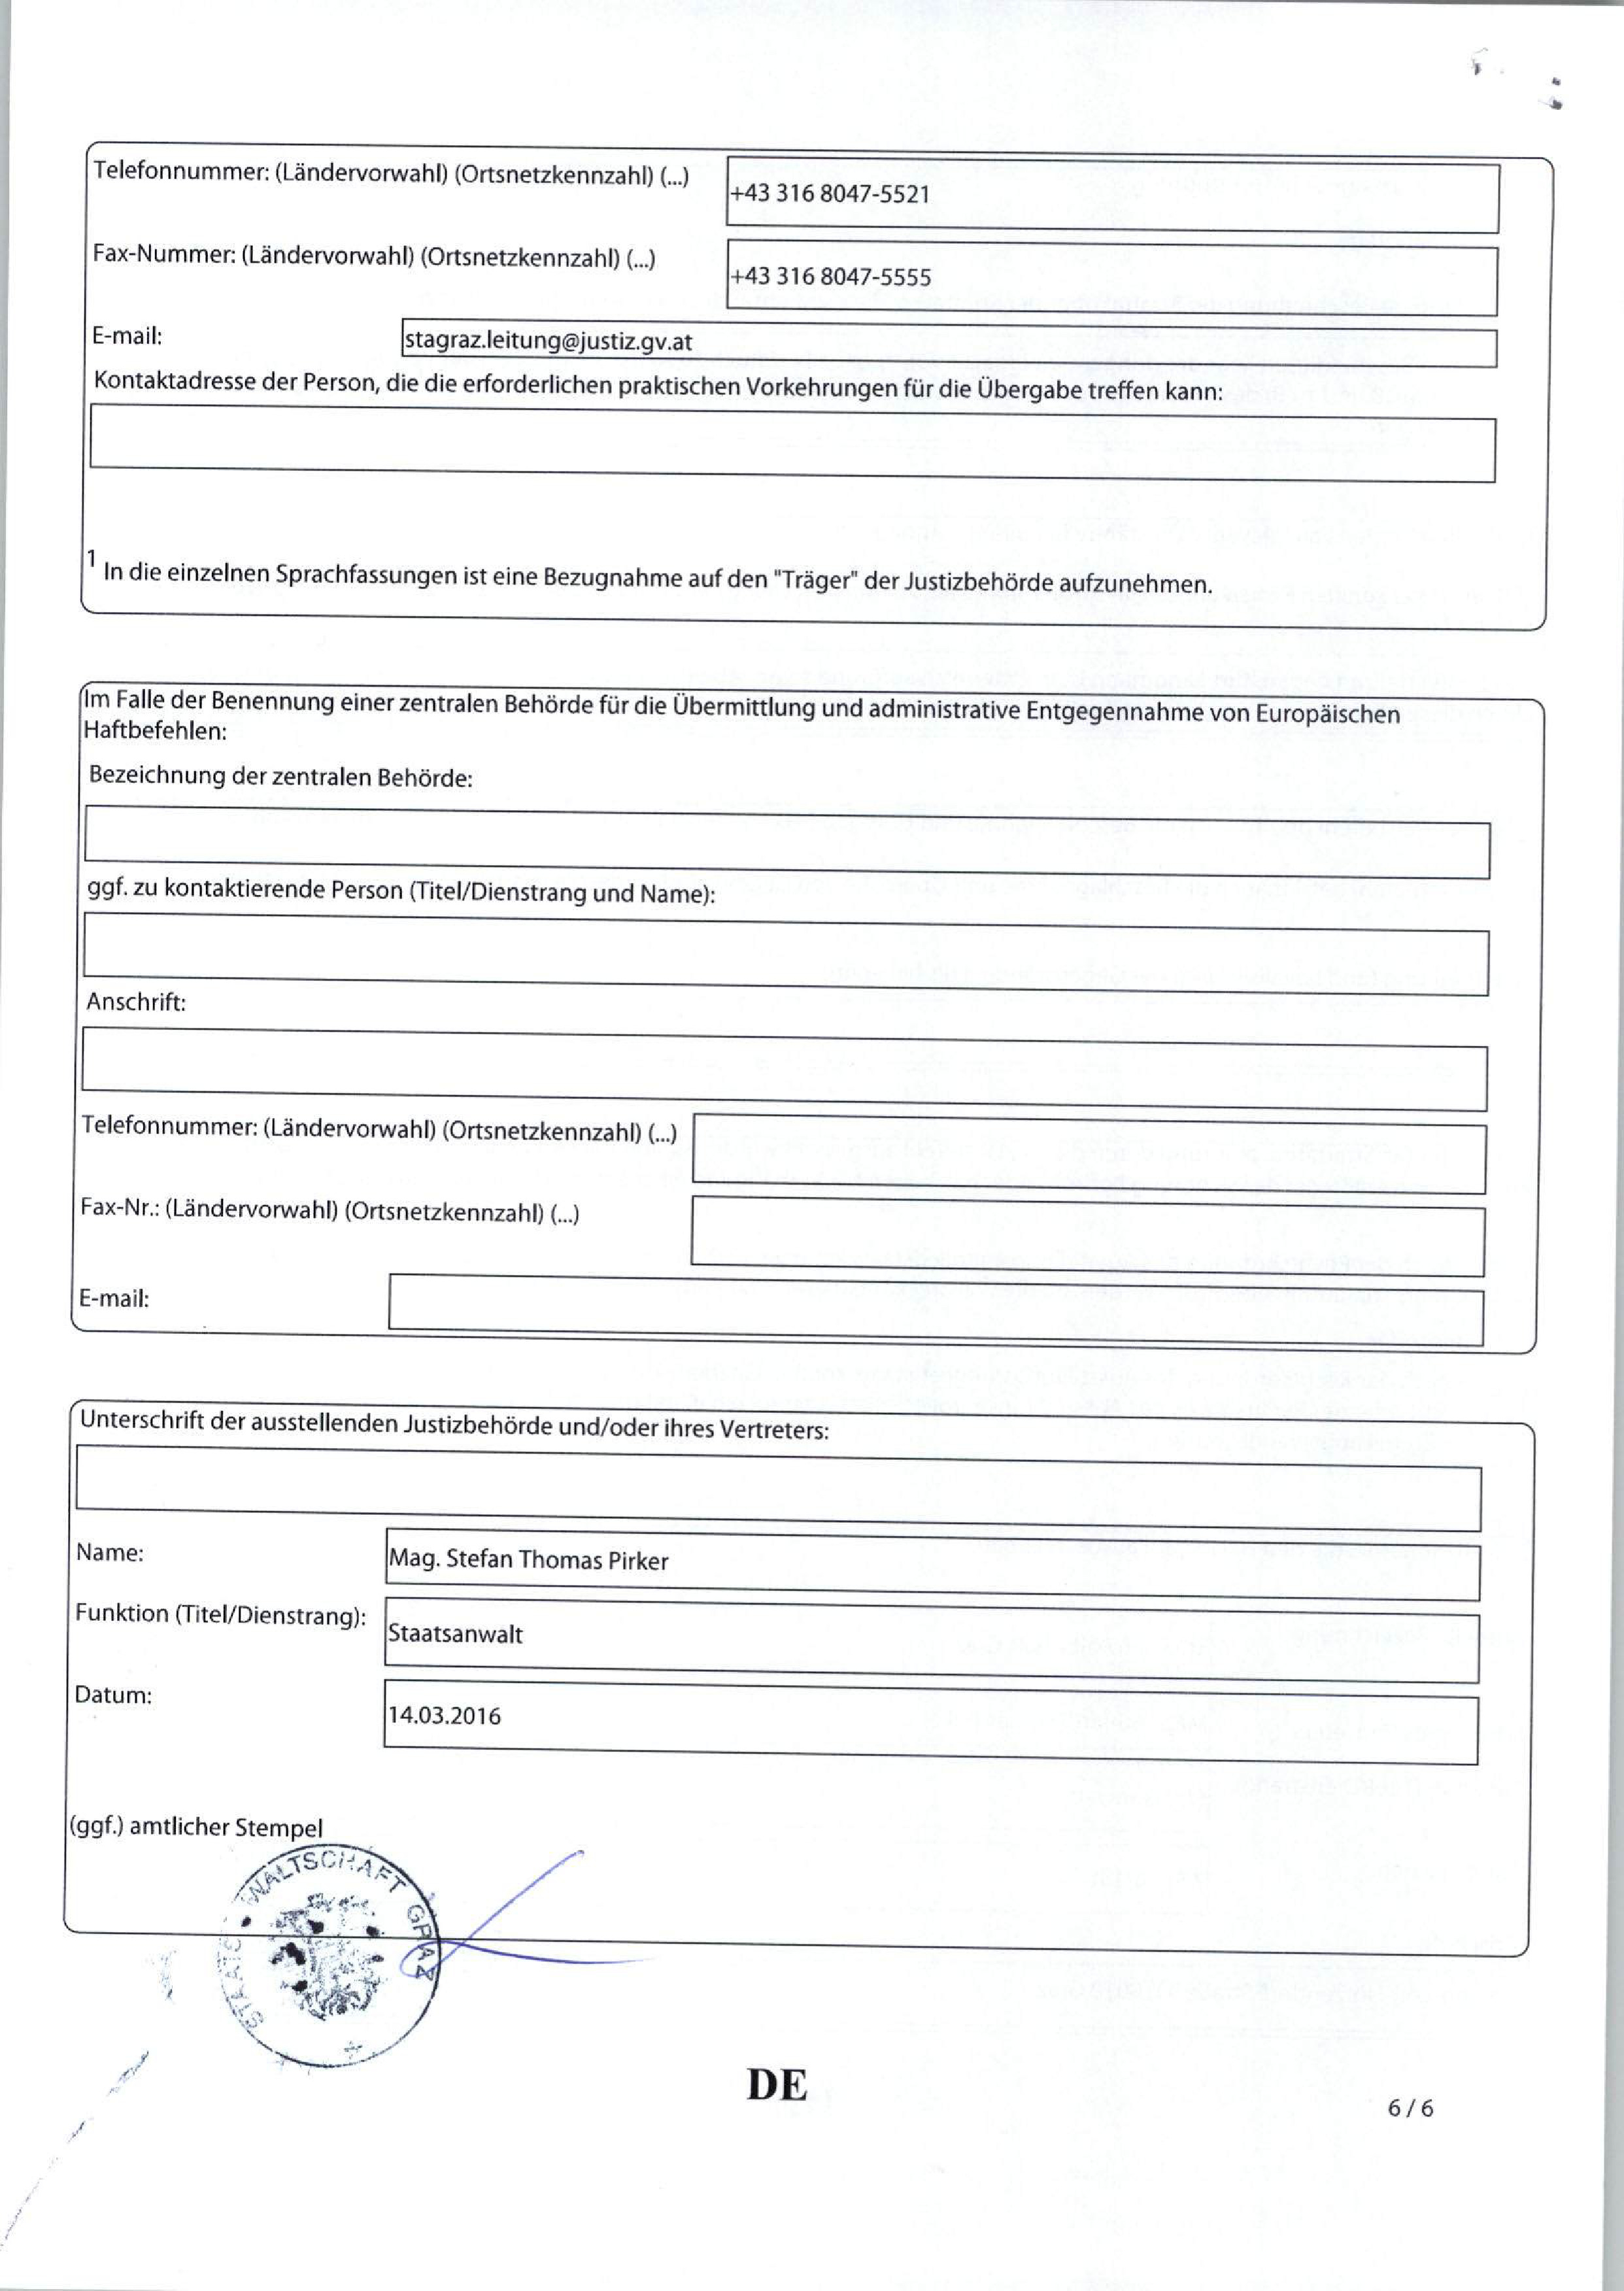 Telefonnummer: (Ländervorwahl) (Ortsnetzkennzahl) (...)
+43 316 8047-5521
Fax-Nummer: (Ländervorwahl) (Ortsnetzkennzahl) (...)
+43 316 8047-5555
E-mail:
stagraz.leitung@justiz.gv.at
Kontaktadresse der Person, die die erforderlichen praktischen Vorkehrungen für die Übergabe treffen kann:
1 In die einzelnen Sprachfassungen ist eine Bezugnahme auf den "Träger" der Justizbehörde aufzunehmen.
Im Falle der Benennung einer zentralen Behörde für die Übermittlung und administrative Entgegennahme von Europäischen
Haftbefehlen:
Bezeichnung der zentralen Behörde:
ggf. zu kontaktierende Person (Titel/Dienstrang und Name):
Anschrift:
Telefonnummer: (Ländervorwahl) (Ortsnetzkennzahl) (...)
Fax-Nr.: (Ländervorwahl) (Ortsnetzkennzahl) (...)
E-mail:
Unterschrift der ausstellenden Justizbehörde und/oder ihres Vertreters:
Name:
Mag. Stefan Thomas Pirker
Funktion (Titel/Dienstrang):
Staatsanwalt
Datum:
14.03.2016
(ggf.) amtlicher Stempel
WALTSCHAFT GRAZ
DE
6 / 6